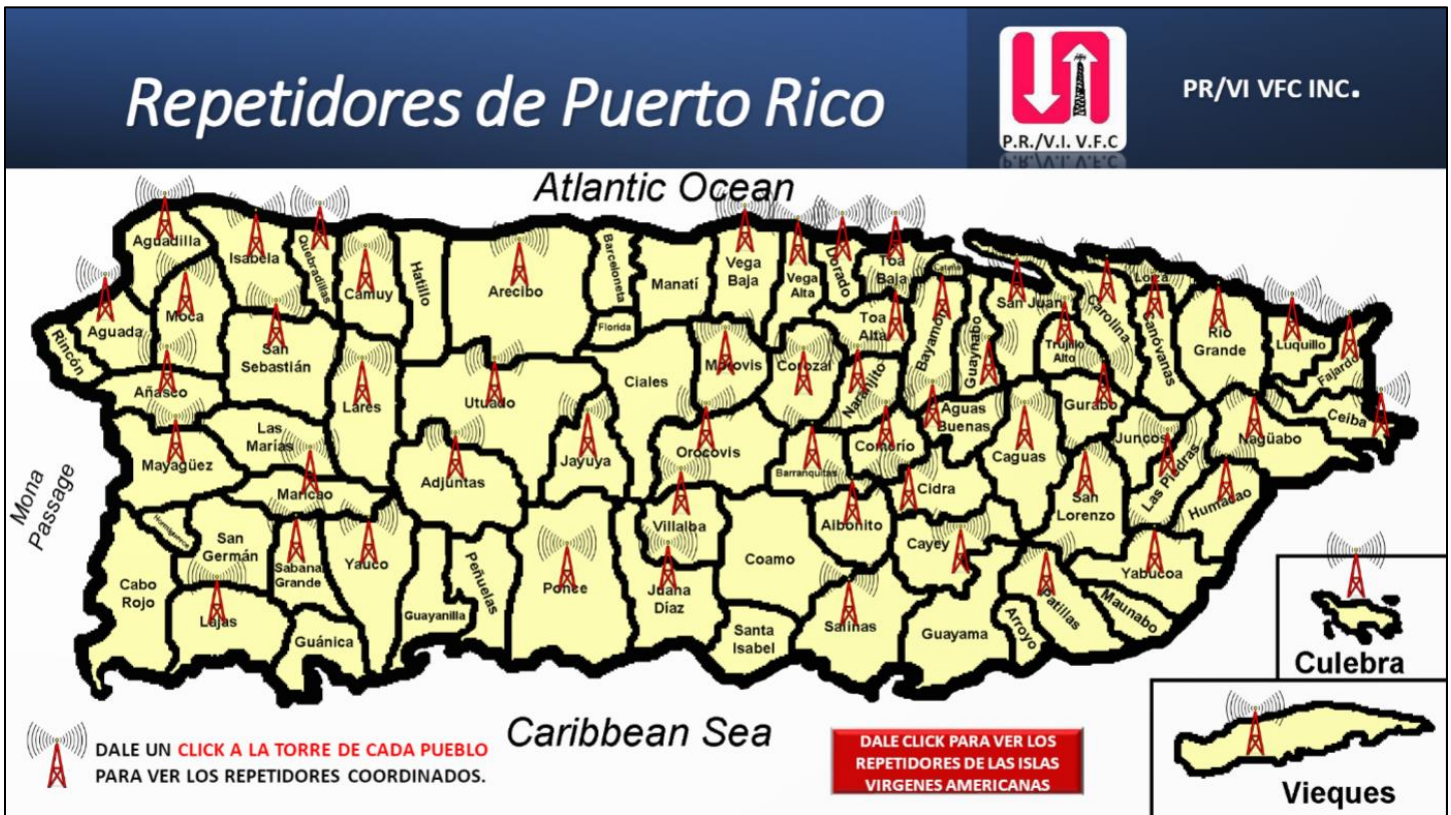 Repetidores de Puerto Rico
P.R./V.I. V.F.C
PR/VI VFC INC.
Atlantic Ocean
Aguadilla
Isabela
Quebradillas
Camuy
Hatillo
Arecibo
Barceloneta
Manatí
Vega
Baja
Vega
Alta
Dorado
Toa
Baja
Cataño
San Juan
Carolina
Loíza
Canóvanas
Río
Grande
Luquillo
Fajardo
Ceiba
Rincón
Aguada
Moca
San
Sebastián
Florida
Toa
Alta
Bayamón
Guaynabo
Trujillo
Alto
Añasco
Lares
Utuado
Ciales
Morovis
Corozal
Naranjito
Aguas
Buenas
Gurabo
Las
Marías
Mayagüez
Maricao
Adjuntas
Jayuya
Orocovis
Barranquitas
Comerío
Caguas
Juncos
Las Piedras
Nagüabo
Humacao
Mona
Passage
Hormigueros
San
Germán
Sabana
Grande
Yauco
Villalba
Aibonito
Cidra
Cayey
San
Lorenzo
Yabucoa
Cabo
Rojo
Lajas
Guánica
Guayanilla
Peñuelas
Ponce
Juana
Díaz
Coamo
Santa
Isabel
Salinas
Guayama
Arroyo
Patillas
Maunabo
Culebra
Vieques
Caribbean Sea
DALE UN CLICK A LA TORRE DE CADA PUEBLO
PARA VER LOS REPETIDORES COORDINADOS.
DALE CLICK PARA VER LOS
REPETIDORES DE LAS ISLAS
VIRGENES AMERICANAS